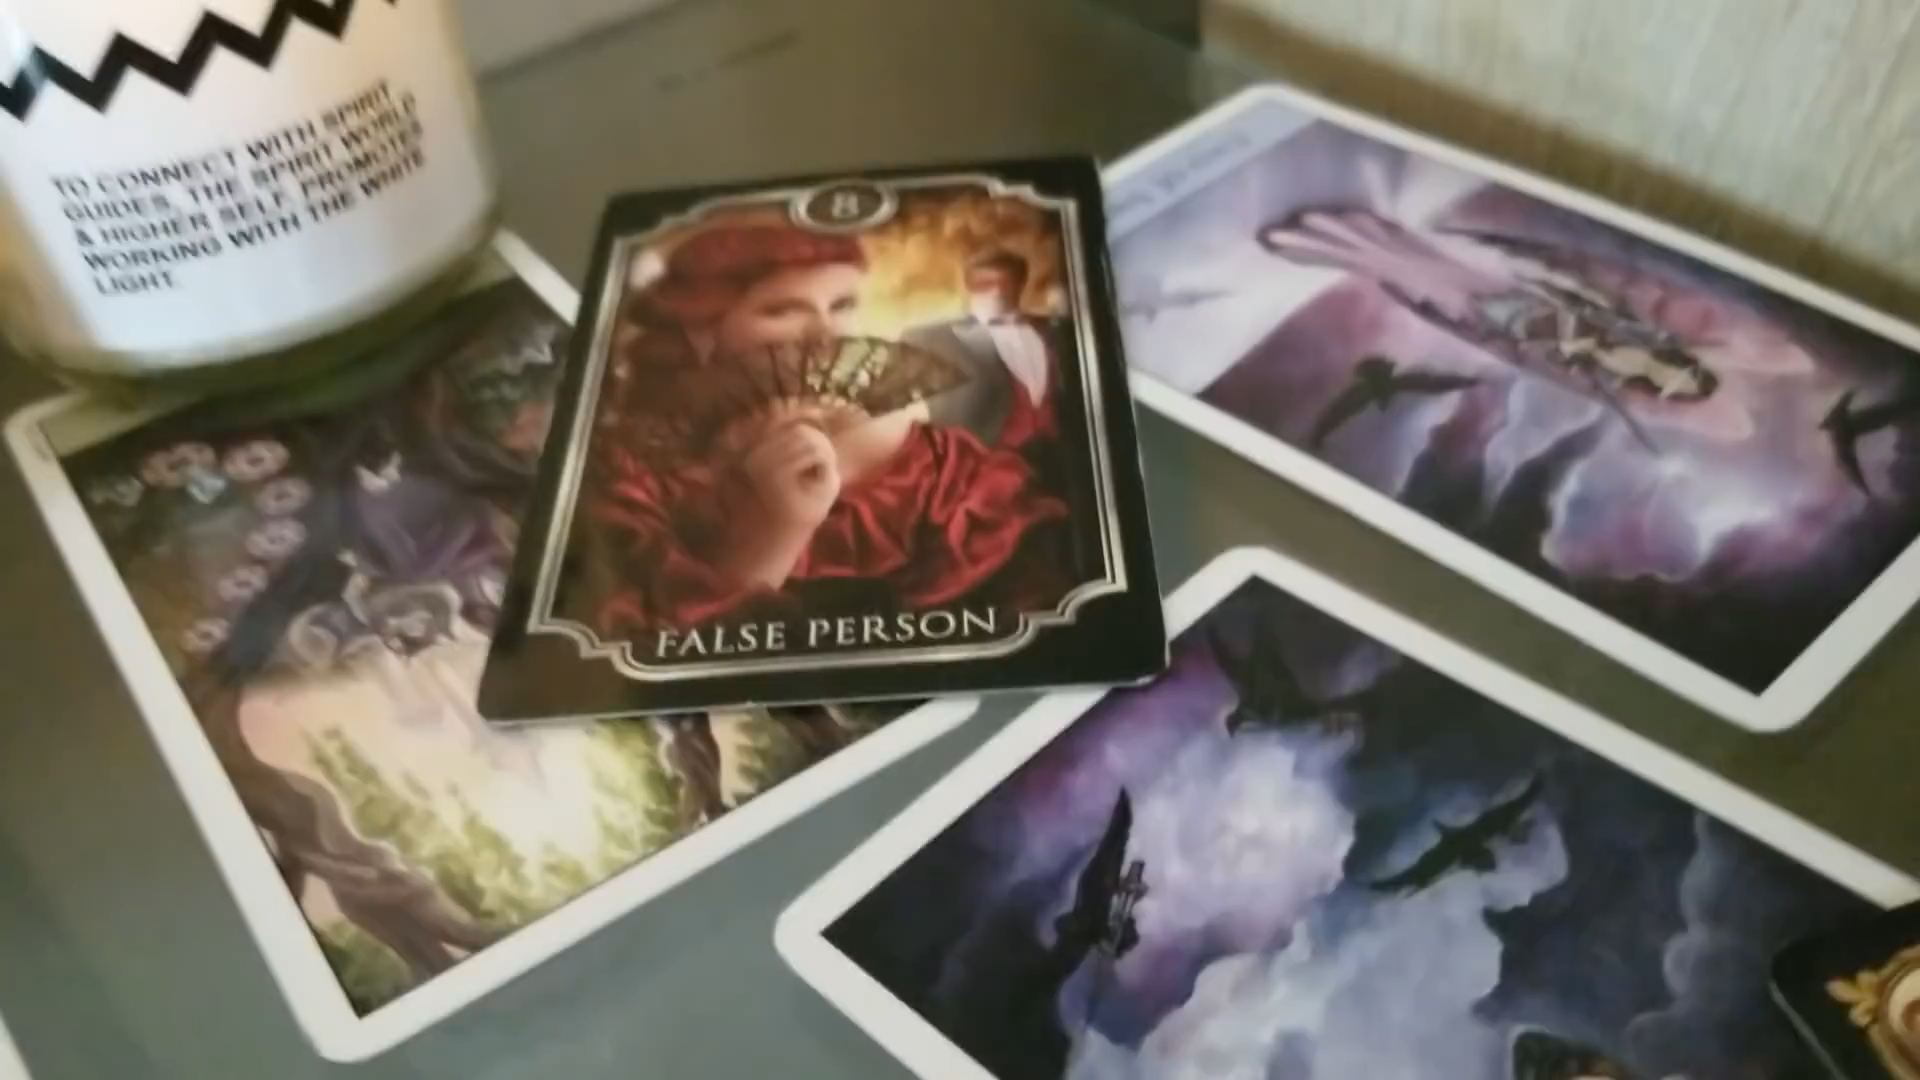 TO CONNECT WITH SPIRIT
GUIDES, THE SPIRIT WORLD
& HIGHER SELF. PROMOTES
WORKING WITH THE WHITE
LIGHT.
8
FALSE PERSON